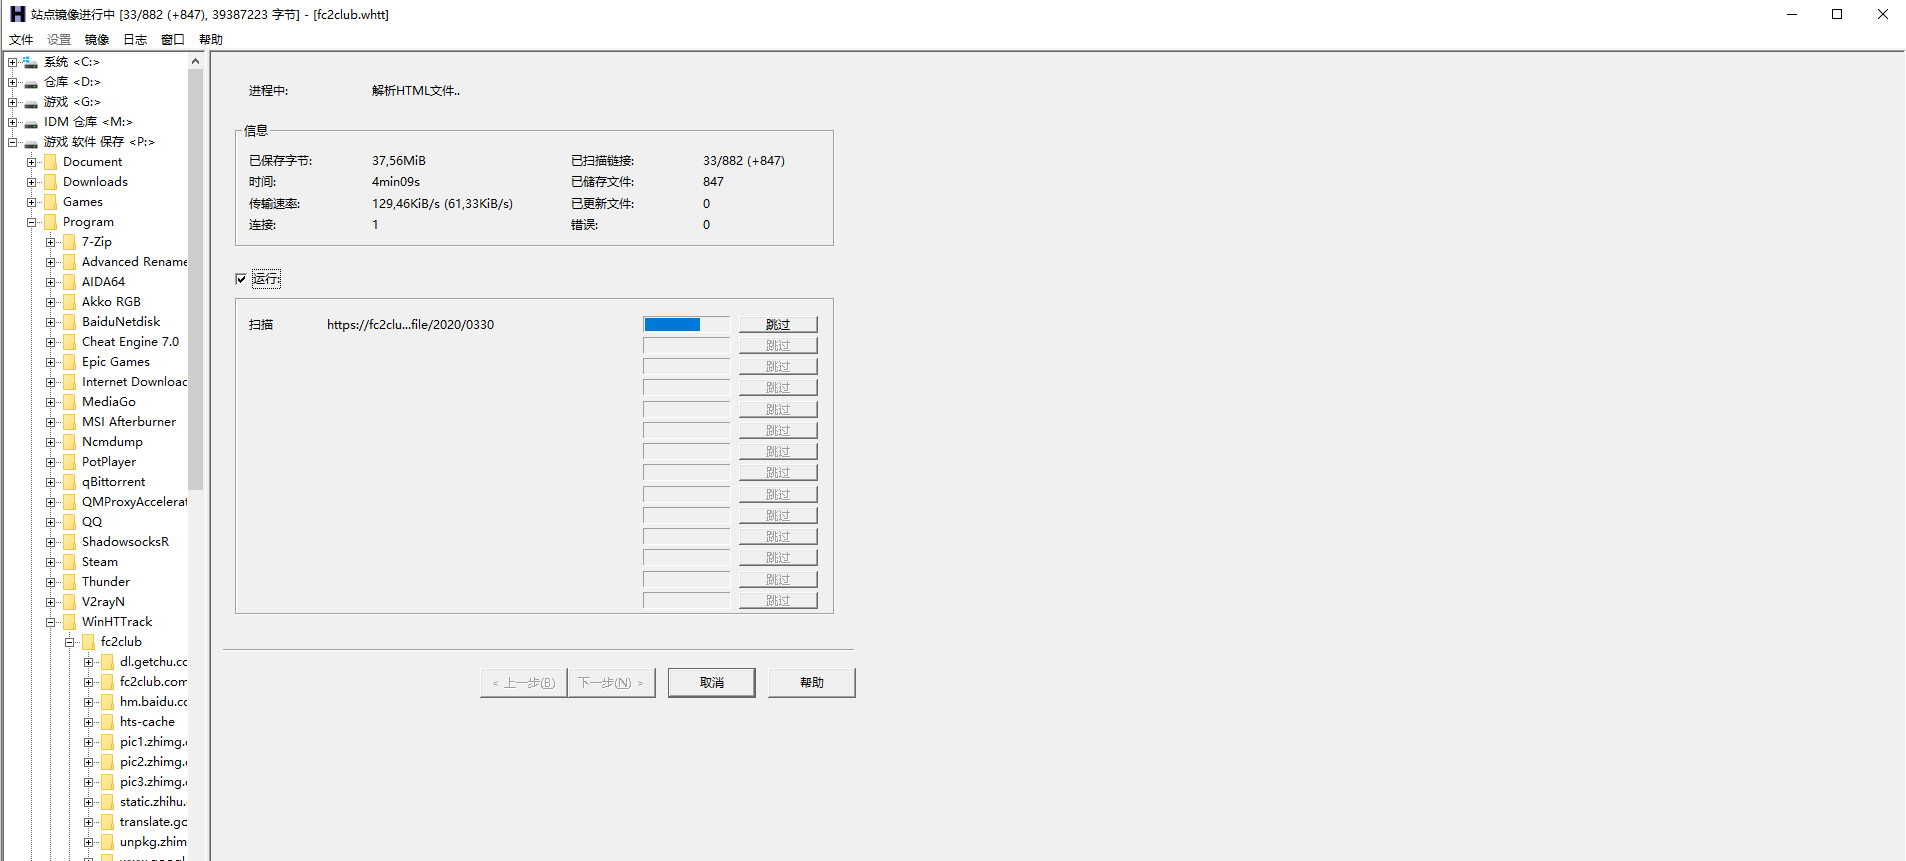 站点镜像进行中 [33/882 (+847), 39387223 字节] - [fc2club.whtt]
文件 设置 镜像 日志 窗口 帮助
系统 <C:>
仓库 <D:>
游戏 <G:>
IDM 仓库 <M:>
游戏 软件 保存 <P:>
Document
Downloads
Games
Program
7-Zip
Advanced Rename
AIDA64
Akko RGB
BaiduNetdisk
Cheat Engine 7.0
Epic Games
Internet Downloac
MediaGo
MSI Afterburner
Ncmdump
PotPlayer
qBittorrent
QMProxyAccelerat
QQ
ShadowsocksR
Steam
Thunder
V2rayN
WinHTTrack
fc2club
dl.getchu.cc
fc2club.com
hm.baidu.cc
hts-cache
pic1.zhimg.
pic2.zhimg.
pic3.zhimg.
static.zhihu.
translate.gc
unpkg.zhim
进程中: 解析HTML文件..
信息
已保存字节: 37,56MiB 已扫描链接: 33/882 (+847)
时间: 4min09s 已储存文件: 847
传输速率: 129,46KiB/s (61,33KiB/s) 已更新文件: 0
连接: 1 错误: 0
运行:
扫描 https://fc2clu...file/2020/0330 跳过
跳过
跳过
跳过
跳过
跳过
跳过
跳过
跳过
跳过
跳过
跳过
跳过
跳过
< 上一步(B) 下一步(N) > 取消 帮助